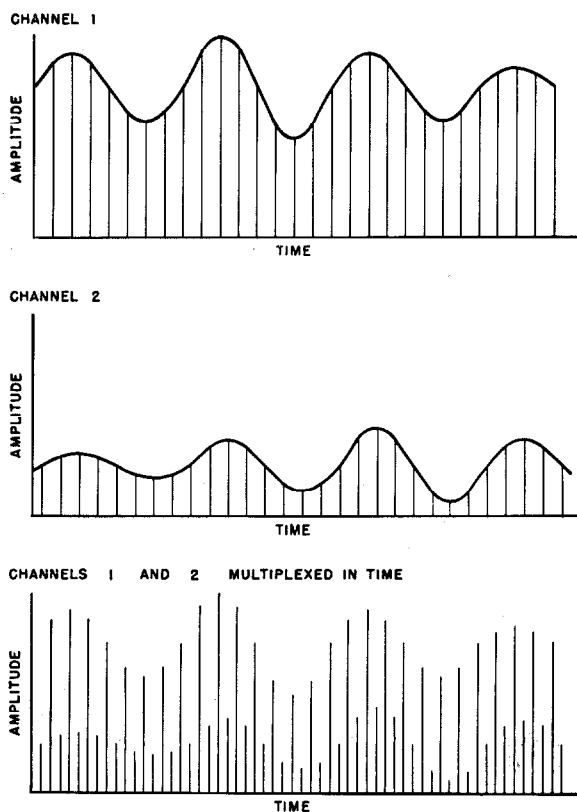 CHANNEL 1
AMPLITUDE
TIME
CHANNEL 2
AMPLITUDE
TIME
CHANNELS 1 AND 2 MULTIPLEXED IN TIME
AMPLITUDE
TIME